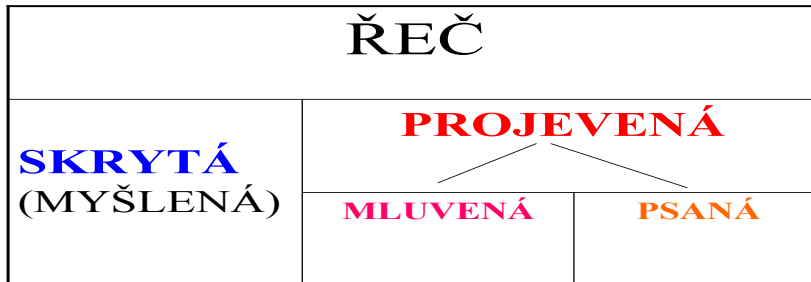 ŘEČ
PROJEVENÁ
SKRYTÁ
(MYŠLENÁ)
MLUVENÁ
PSANÁ